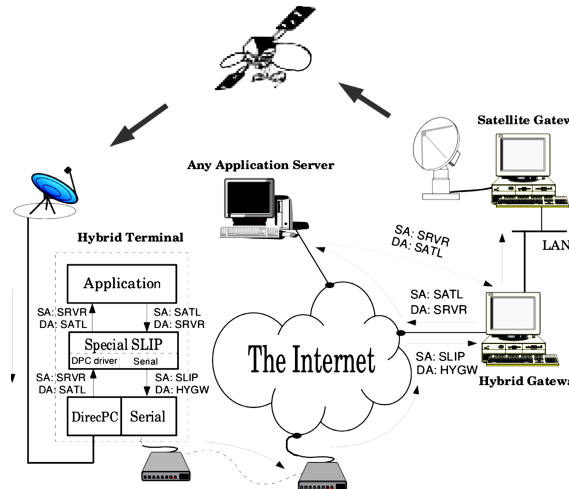 Satellite Gatew
Any Application Server
LAN
Hybrid Terminal
SA: SRVR
DA: SATL
Application
SA: SRVR
DA: SATL
SA: SATL
DA: SRVR
SA: SATL
DA: SRVR
Special SLIP
DPC driver
Serial
The Internet
SA: SLIP
DA: HYGW
Hybrid Gatewa
SA: SRVR
DA: SATL
SA: SLIP
DA: HYGW
DirecPC
Serial